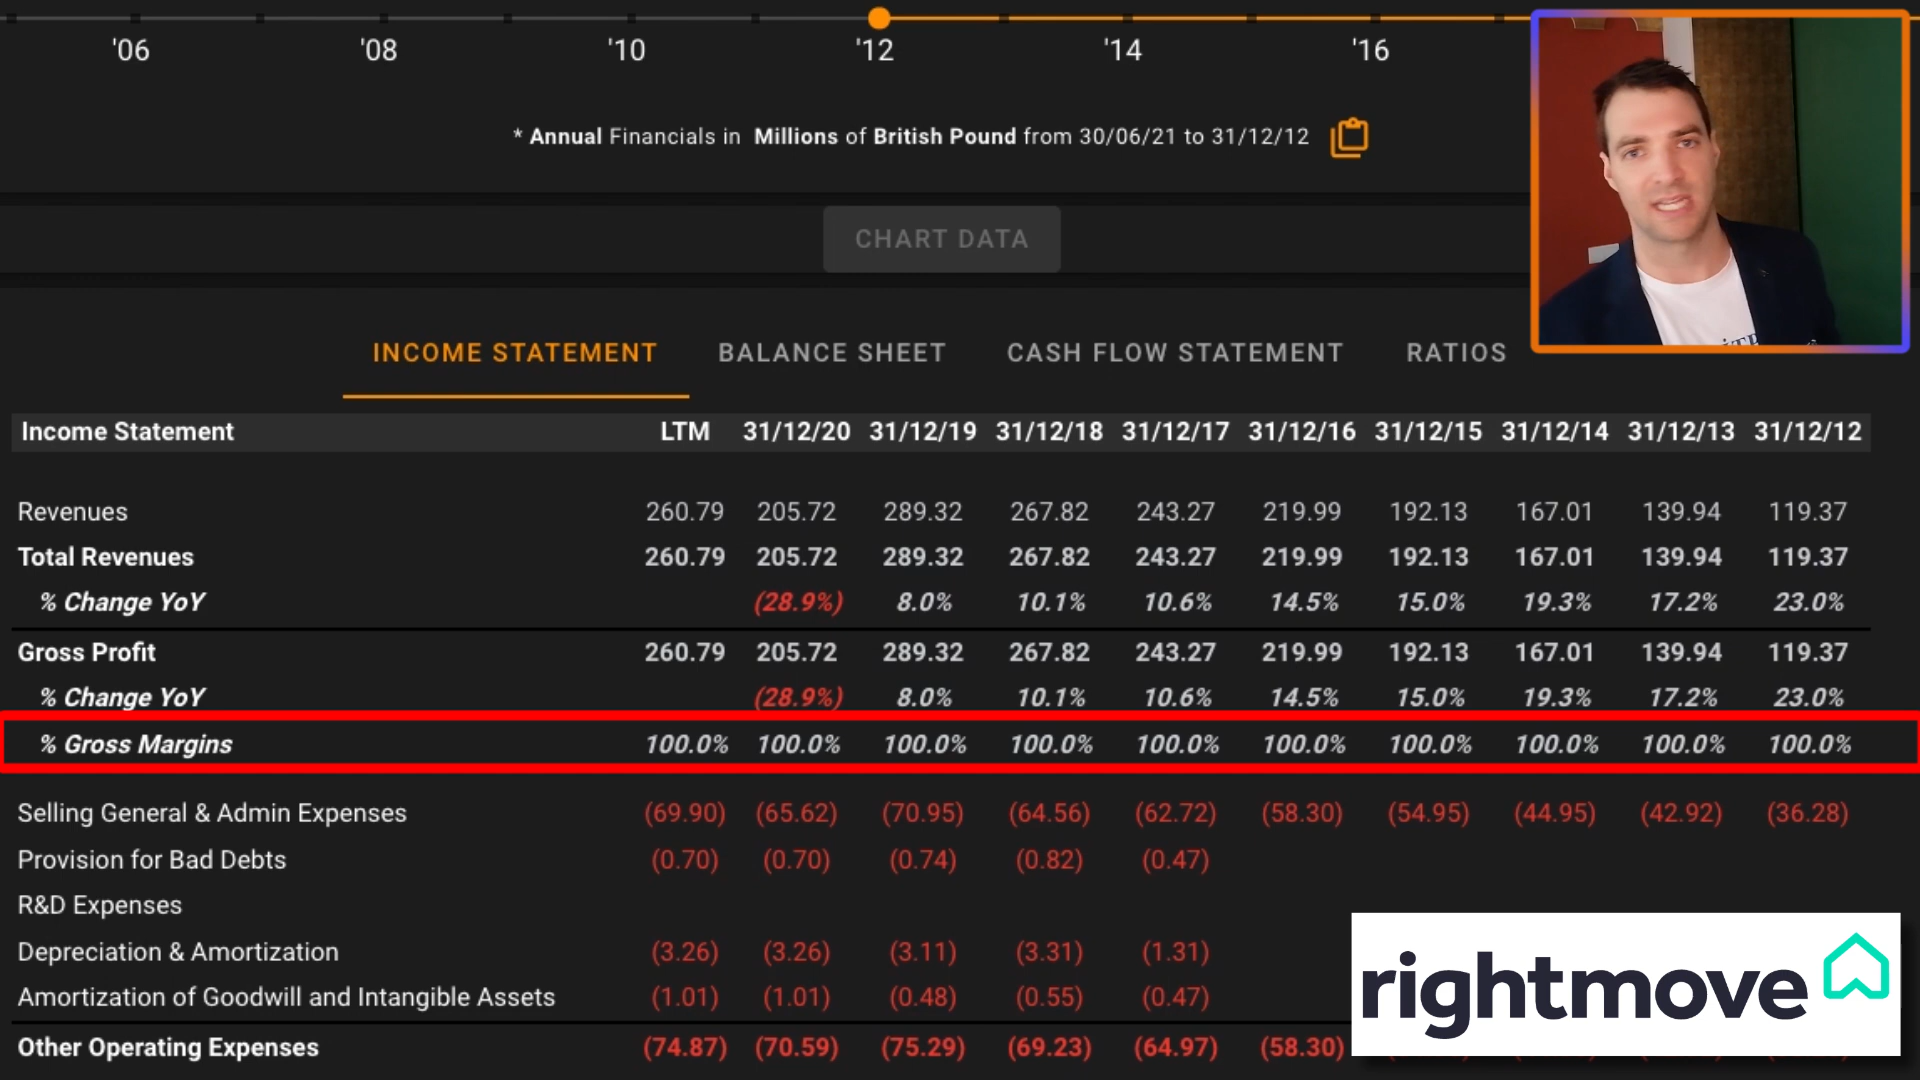 '06 '08 '10 '12 '14 '16
* Annual Financials in Millions of British Pound from 30/06/21 to 31/12/12
CHART DATA
INCOME STATEMENT BALANCE SHEET CASH FLOW STATEMENT RATIOS
Income Statement LTM 31/12/20 31/12/19 31/12/18 31/12/17 31/12/16 31/12/15 31/12/14 31/12/13 31/12/12
Revenues 260.79 205.72 289.32 267.82 243.27 219.99 192.13 167.01 139.94 119.37
Total Revenues 260.79 205.72 289.32 267.82 243.27 219.99 192.13 167.01 139.94 119.37
% Change YoY (28.9%) 8.0% 10.1% 10.6% 14.5% 15.0% 19.3% 17.2% 23.0%
Gross Profit 260.79 205.72 289.32 267.82 243.27 219.99 192.13 167.01 139.94 119.37
% Change YoY (28.9%) 8.0% 10.1% 10.6% 14.5% 15.0% 19.3% 17.2% 23.0%
% Gross Margins 100.0% 100.0% 100.0% 100.0% 100.0% 100.0% 100.0% 100.0% 100.0% 100.0%
Selling General & Admin Expenses (69.90) (65.62) (70.95) (64.56) (62.72) (58.30) (54.95) (44.95) (42.92) (36.28)
Provision for Bad Debts (0.70) (0.70) (0.74) (0.82) (0.47)
R&D Expenses
Depreciation & Amortization (3.26) (3.26) (3.11) (3.31) (1.31)
Amortization of Goodwill and Intangible Assets (1.01) (1.01) (0.48) (0.55) (0.47)
Other Operating Expenses (74.87) (70.59) (75.29) (69.23) (64.97) (58.30)
rightmove